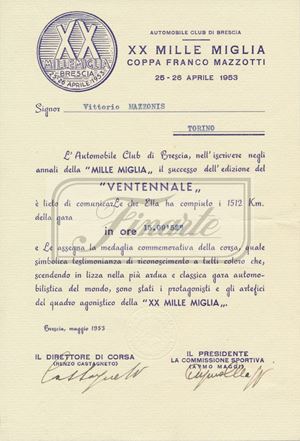 XX
MILLE MIGLIA
BRESCIA
25-26 APRILE 1953
AUTOMOBILE CLUB DI BRESCIA
XX MILLE MIGLIA
COPPA FRANCO MAZZOTTI
25-26 APRILE 1953
Signor Vittorio MAZZONIS
TORINO
L'Automobile Club di Brescia, nell'iscrivere negli
annali della "MILLE MIGLIA„ il successo dell'edizione del
"VENTENNALE„
è lieto di comunicarLe che Ella ha compiuto i 1512 Km.
della gara
Finarte
in ore 15.00'55"
e Le assegna la medaglia commemorativa della corsa, quale
simbolica testimonianza di riconoscimento a tutti coloro che,
scendendo in lizza nella più ardua e classica gara automo-
bilistica del mondo, sono stati i protagonisti e gli artefici
del quadro agonistico della "XX MILLE MIGLIA„.
Brescia, maggio 1953
IL DIRETTORE DI CORSA
(RENZO CASTAGNETO)
IL PRESIDENTE
LA COMMISSIONE SPORTIVA
(AYMO MAGGI)
Castagneto